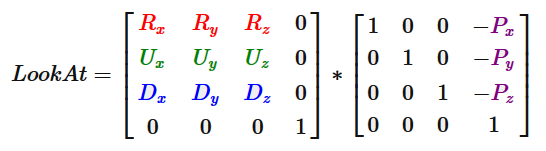 LookAt = [ R_x R_y R_z 0 ] * [ 1 0 0 -P_x ]
[ U_x U_y U_z 0 ] [ 0 1 0 -P_y ]
[ D_x D_y D_z 0 ] [ 0 0 1 -P_z ]
[ 0 0 0 1 ] [ 0 0 0 1 ]